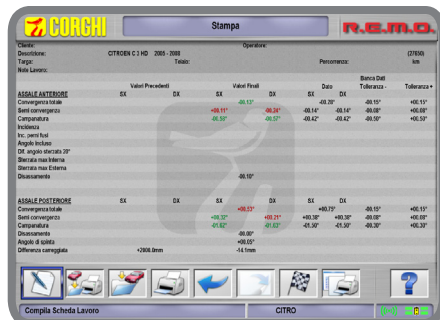 CORGHI Stampa R.E.M.O.
Cliente: Operatore:
Descrizione: CITROEN C 3 HD 2005 - 2008 (27650)
Targa: Telaio: Percorrenza: km
Note Lavoro:
Banca Dati
Valori Precedenti Valori Finali Dato Tolleranza - Tolleranza +
ASSALE ANTERIORE SX DX SX DX SX DX
Convergenza totale -00.13° -00.28° -00.15° +00.15°
Semi convergenza +00.11° -00.24° -00.14° -00.14° -00.08° +00.08°
Campanatura -00.50° -00.57° -00.42° -00.42° -00.50° +00.50°
Incidenza
Inc. perni fusi
Angolo incluso
Dif. angolo sterzata 20°
Sterzata max Interna
Sterzata max Esterna
Disassamento -00.10°
ASSALE POSTERIORE SX DX SX DX SX DX
Convergenza totale +00.53° +00.75° -00.15° +00.15°
Semi convergenza +00.32° +00.21° +00.38° +00.38° -00.08° +00.08°
Campanatura -01.62° -01.63° -01.50° -01.50° -00.30° +00.30°
Disassamento -00.00°
Angolo di spinta +00.05°
Differenza carreggiata +2906.0mm -14.1mm
Compila Scheda Lavoro CITRO